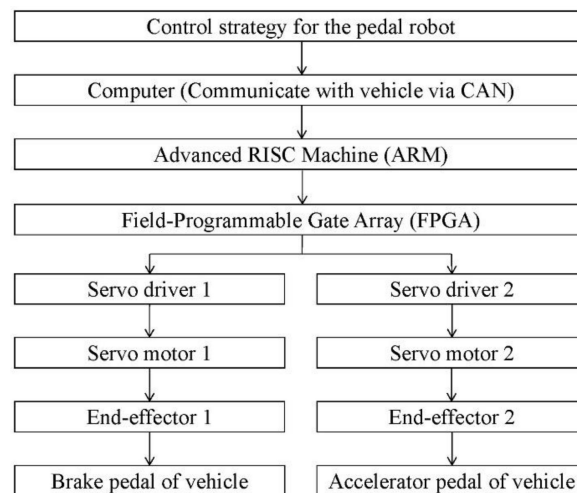 Control strategy for the pedal robot
Computer (Communicate with vehicle via CAN)
Advanced RISC Machine (ARM)
Field-Programmable Gate Array (FPGA)
Servo driver 1
Servo driver 2
Servo motor 1
Servo motor 2
End-effector 1
End-effector 2
Brake pedal of vehicle
Accelerator pedal of vehicle